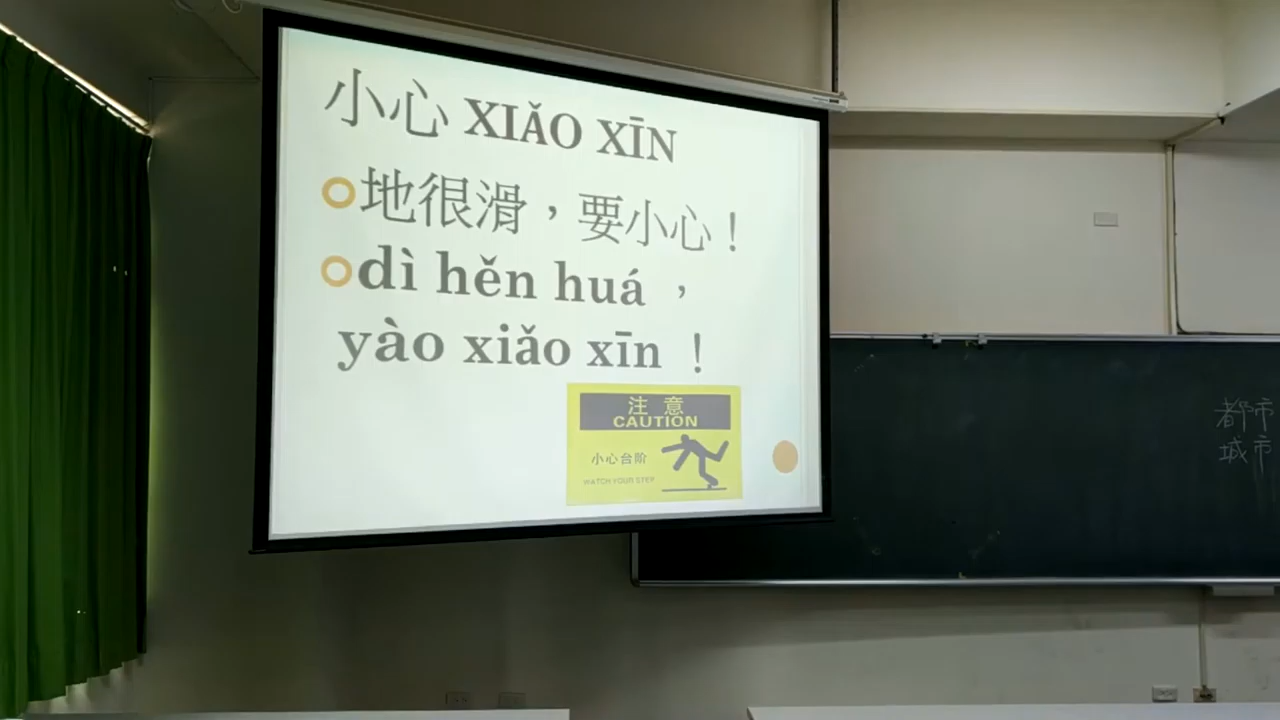 小心 XIǍO XĪN
地很滑，要小心！
dì hěn huá ，
yào xiǎo xīn ！
注 意
CAUTION
小心台阶
WATCH YOUR STEP
都市
城市